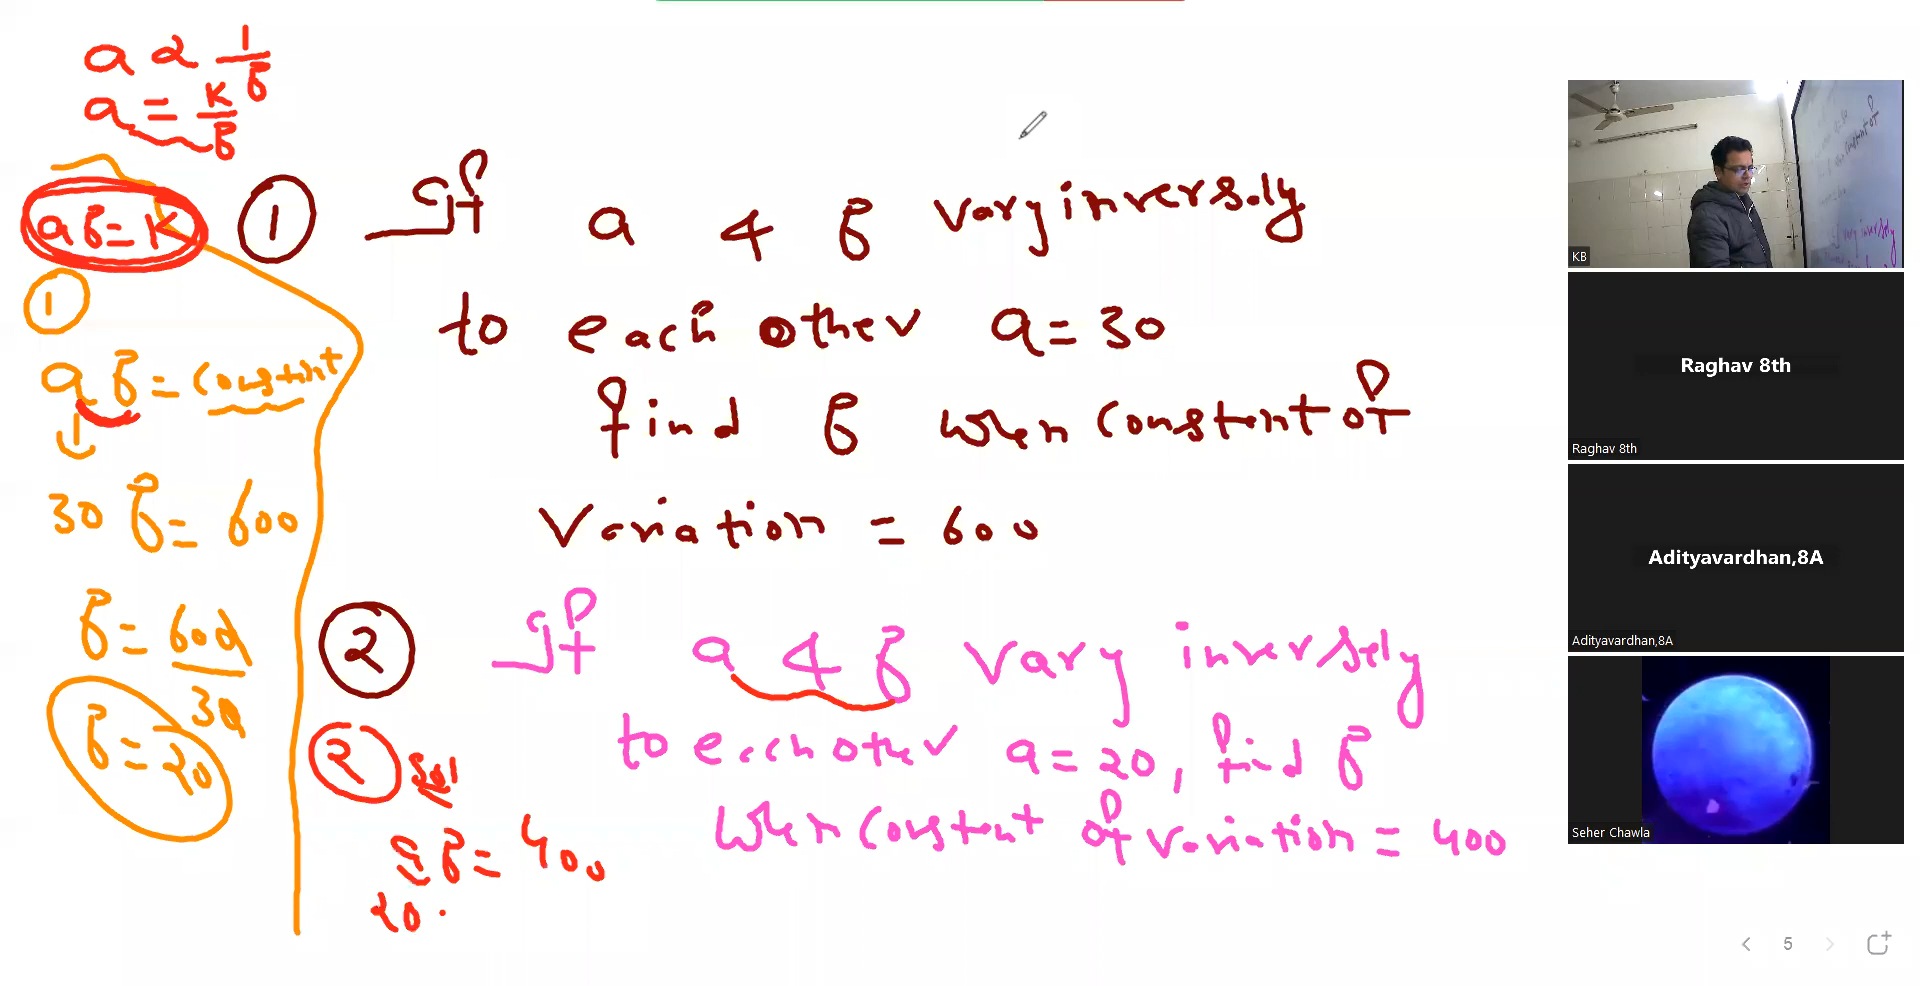 a α 1/b
a = K/b
ab = K
1
ab = constant
30 b = 600
b = 600/30
b = 20
1 If a & b vary inversely
to each other a = 30
find b when constant of
Variation = 600
2 If a & b vary inversely
to each other a = 20, find b
when constant of variation = 400
2 Sol
ab = 400
20 ·
KB
Raghav 8th
Raghav 8th
Adityavardhan,8A
Adityavardhan,8A
Seher Chawla
5